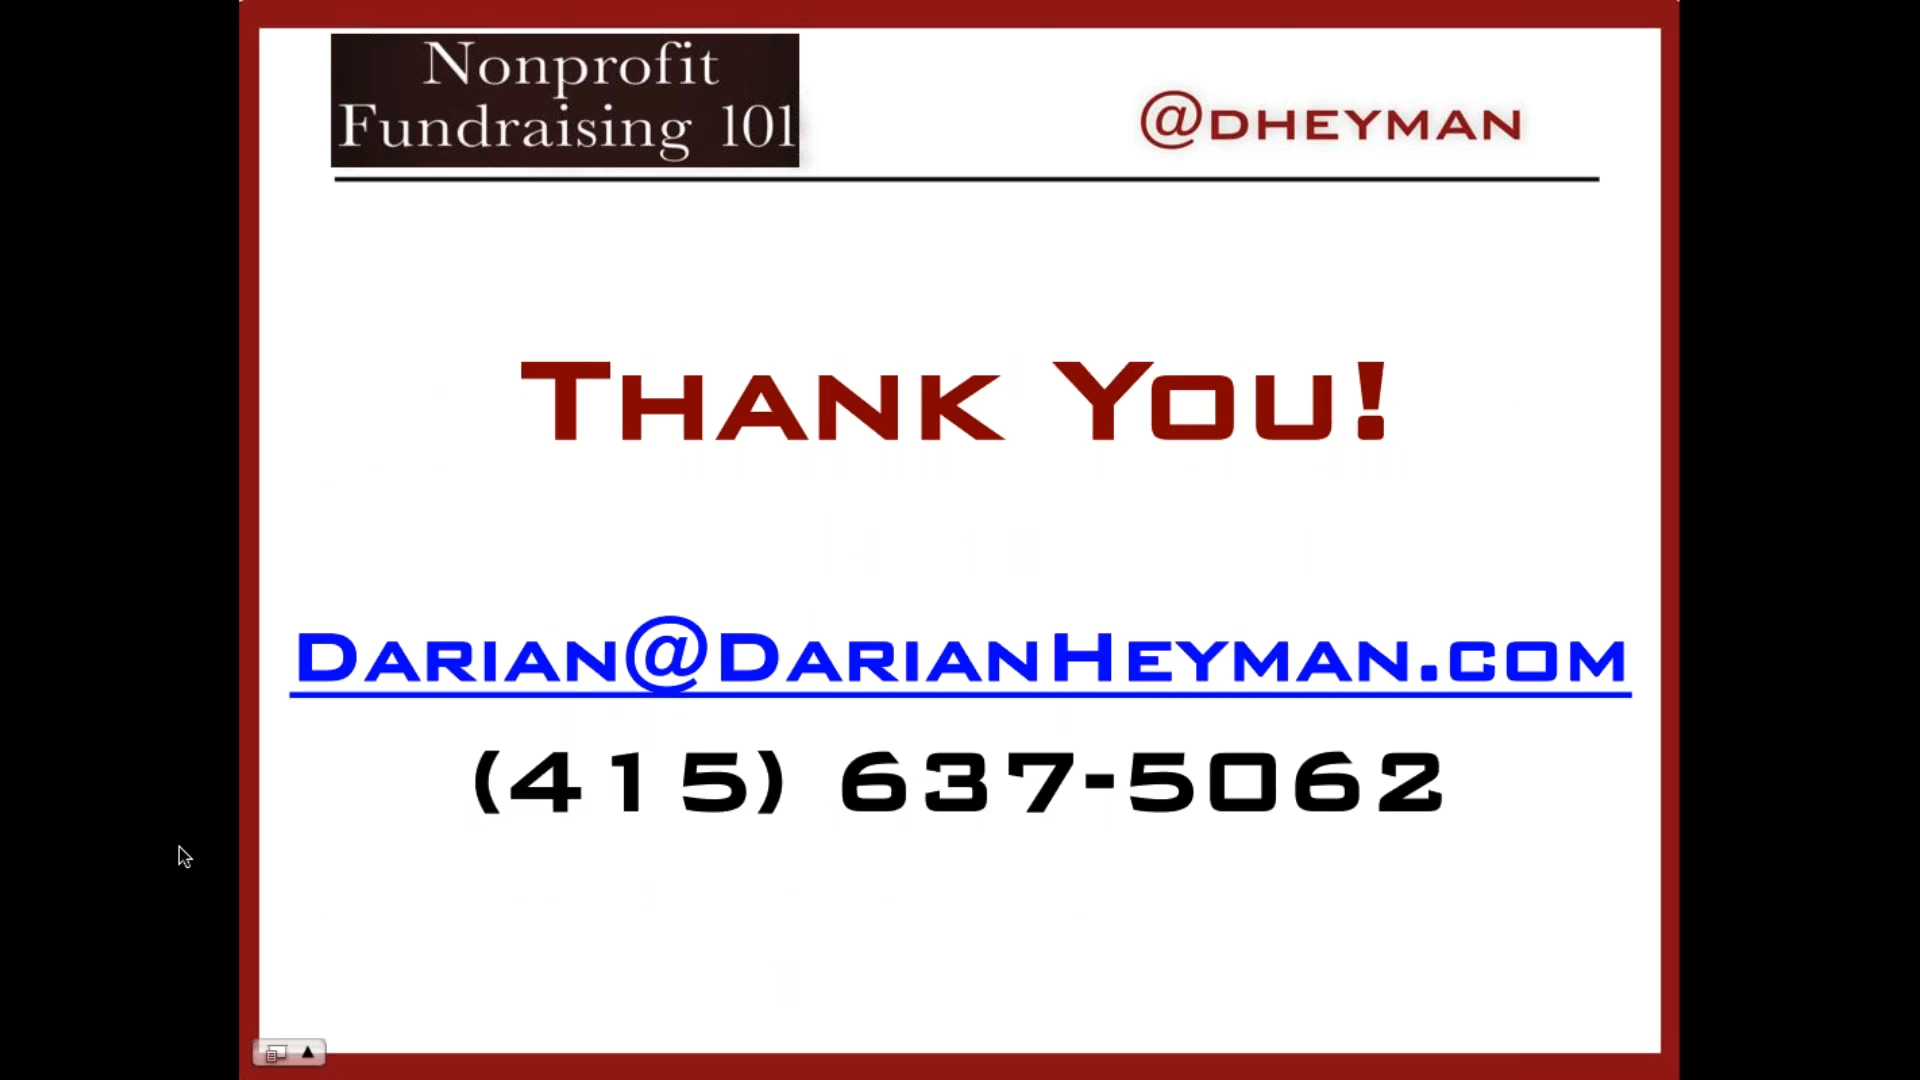 Nonprofit
Fundraising 101
@DHEYMAN
THANK YOU!
DARIAN@DARIANHEYMAN.COM
(415) 637-5062